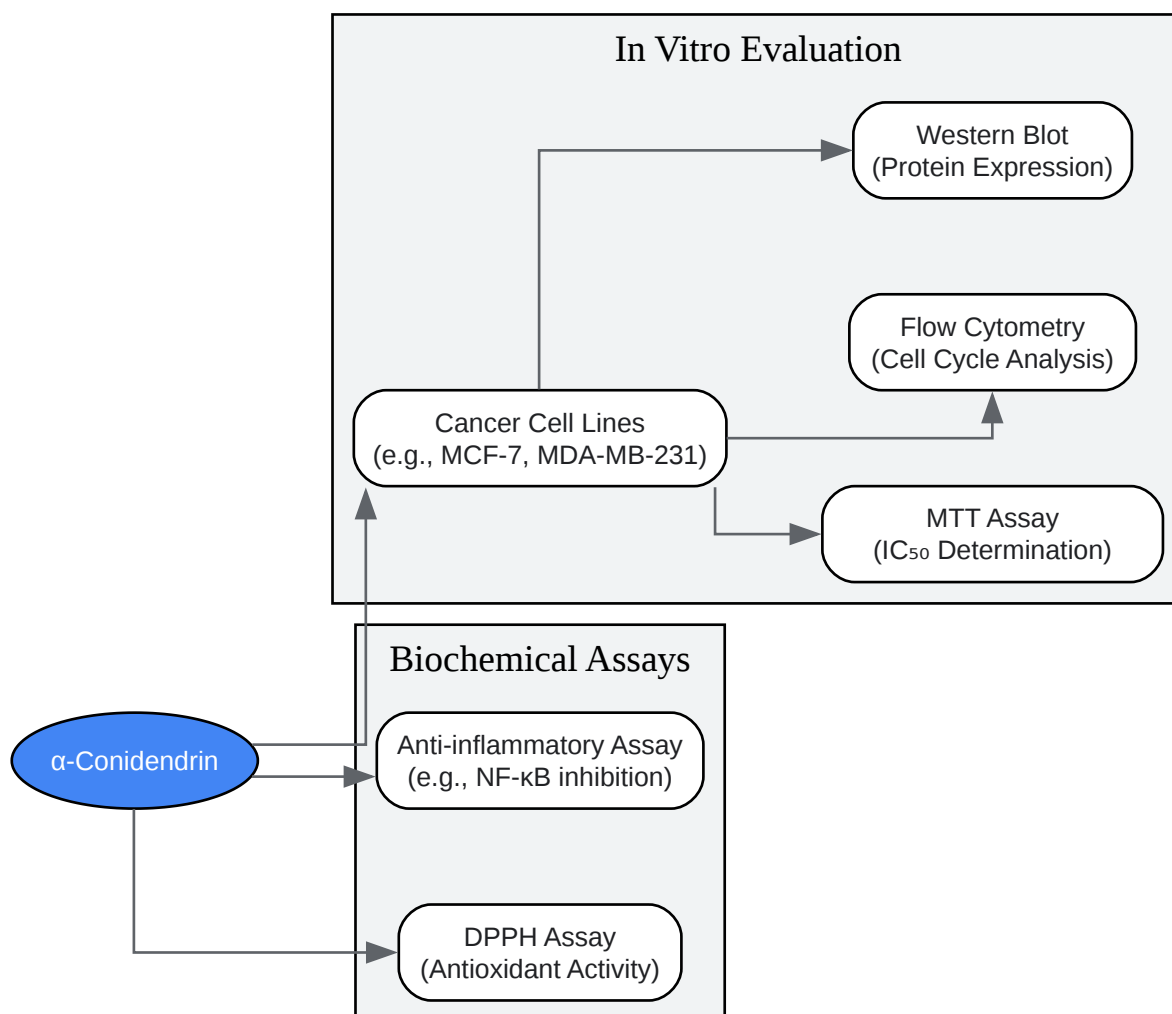 In Vitro Evaluation
Western Blot
(Protein Expression)
Flow Cytometry
(Cell Cycle Analysis)
Cancer Cell Lines
(e.g., MCF-7, MDA-MB-231)
MTT Assay
(IC₅₀ Determination)
Biochemical Assays
α-Conidendrin
Anti-inflammatory Assay
(e.g., NF-κB inhibition)
DPPH Assay
(Antioxidant Activity)